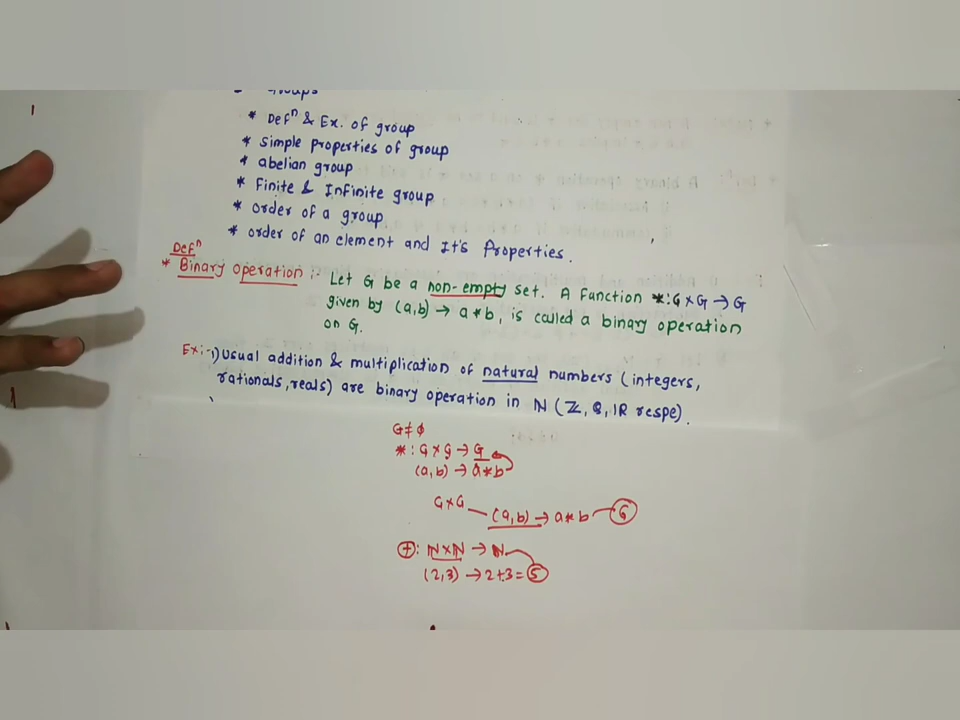 Groups
* Defⁿ & Ex. of group
* simple properties of group
* abelian group
* Finite & Infinite group
* order of a group
* order of an element and It's Properties.
Defⁿ
* Binary operation :- Let G be a non-empty set. A function *: G × G → G
given by (a,b) → a * b, is called a binary operation
on G.
Ex:- 1) Usual addition & multiplication of natural numbers (integers,
rationals, reals) are binary operation in N (Z, Q, IR respe).
G ≠ φ
*: G × G → G
(a, b) → a * b
G × G — (a, b) → a * b — G
+: N × N → N
(2, 3) → 2 + 3 = 5